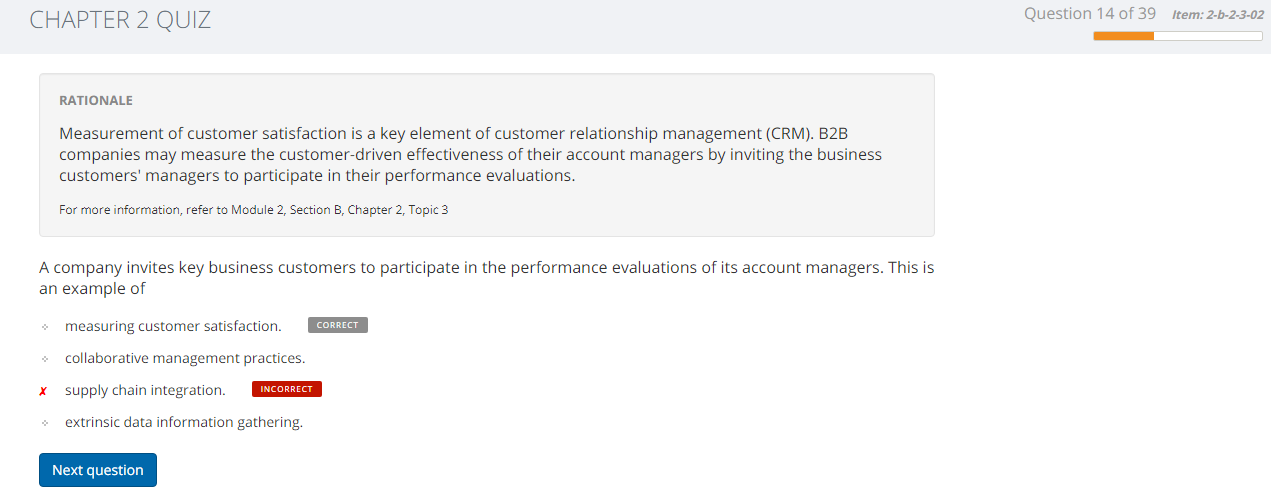 CHAPTER 2 QUIZ
Question 14 of 39 Item: 2-b-2-3-02
RATIONALE
Measurement of customer satisfaction is a key element of customer relationship management (CRM). B2B
companies may measure the customer-driven effectiveness of their account managers by inviting the business
customers' managers to participate in their performance evaluations.
For more information, refer to Module 2, Section B, Chapter 2, Topic 3
A company invites key business customers to participate in the performance evaluations of its account managers. This is
an example of
measuring customer satisfaction. CORRECT
collaborative management practices.
supply chain integration. INCORRECT
extrinsic data information gathering.
Next question